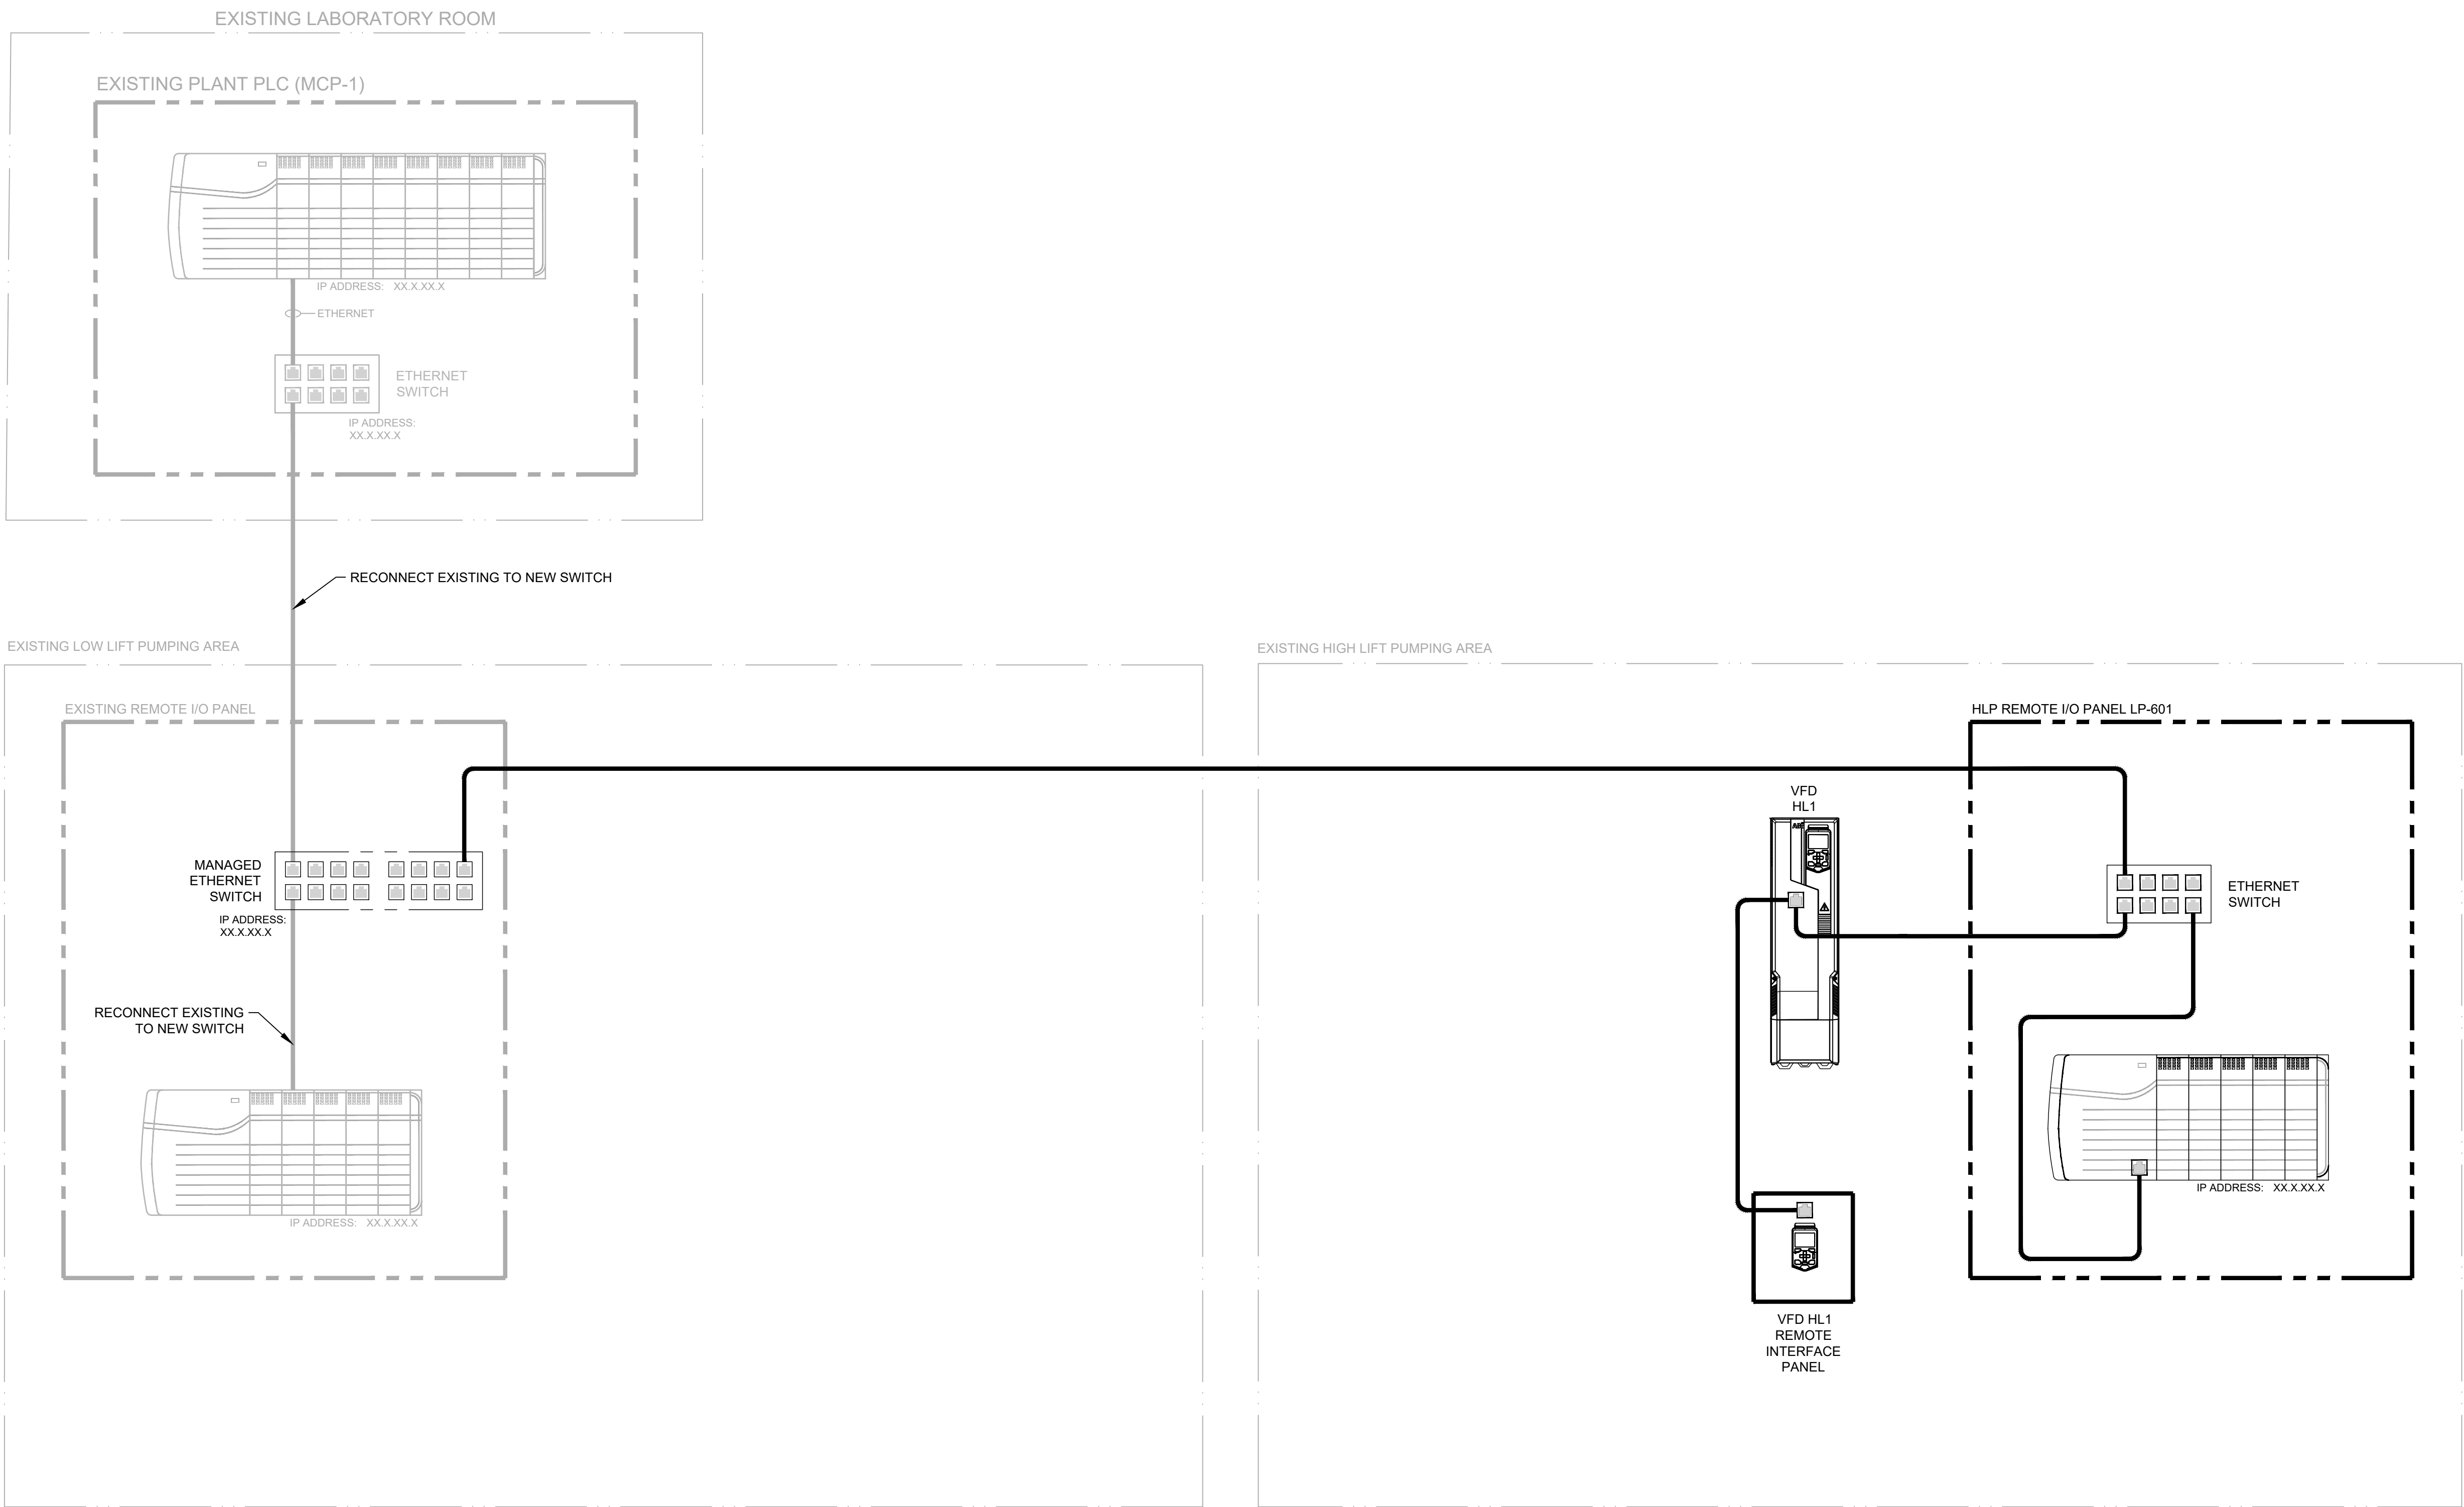 EXISTING LABORATORY ROOM
EXISTING PLANT PLC (MCP-1)
IP ADDRESS: XX.X.XX.X
ETHERNET
ETHERNET
SWITCH
IP ADDRESS:
XX.X.XX.X
RECONNECT EXISTING TO NEW SWITCH
EXISTING LOW LIFT PUMPING AREA
EXISTING REMOTE I/O PANEL
MANAGED
ETHERNET
SWITCH
IP ADDRESS:
XX.X.XX.X
RECONNECT EXISTING
TO NEW SWITCH
IP ADDRESS: XX.X.XX.X
EXISTING HIGH LIFT PUMPING AREA
HLP REMOTE I/O PANEL LP-601
VFD
HL1
ABB
ETHERNET
SWITCH
IP ADDRESS: XX.X.XX.X
VFD HL1
REMOTE
INTERFACE
PANEL